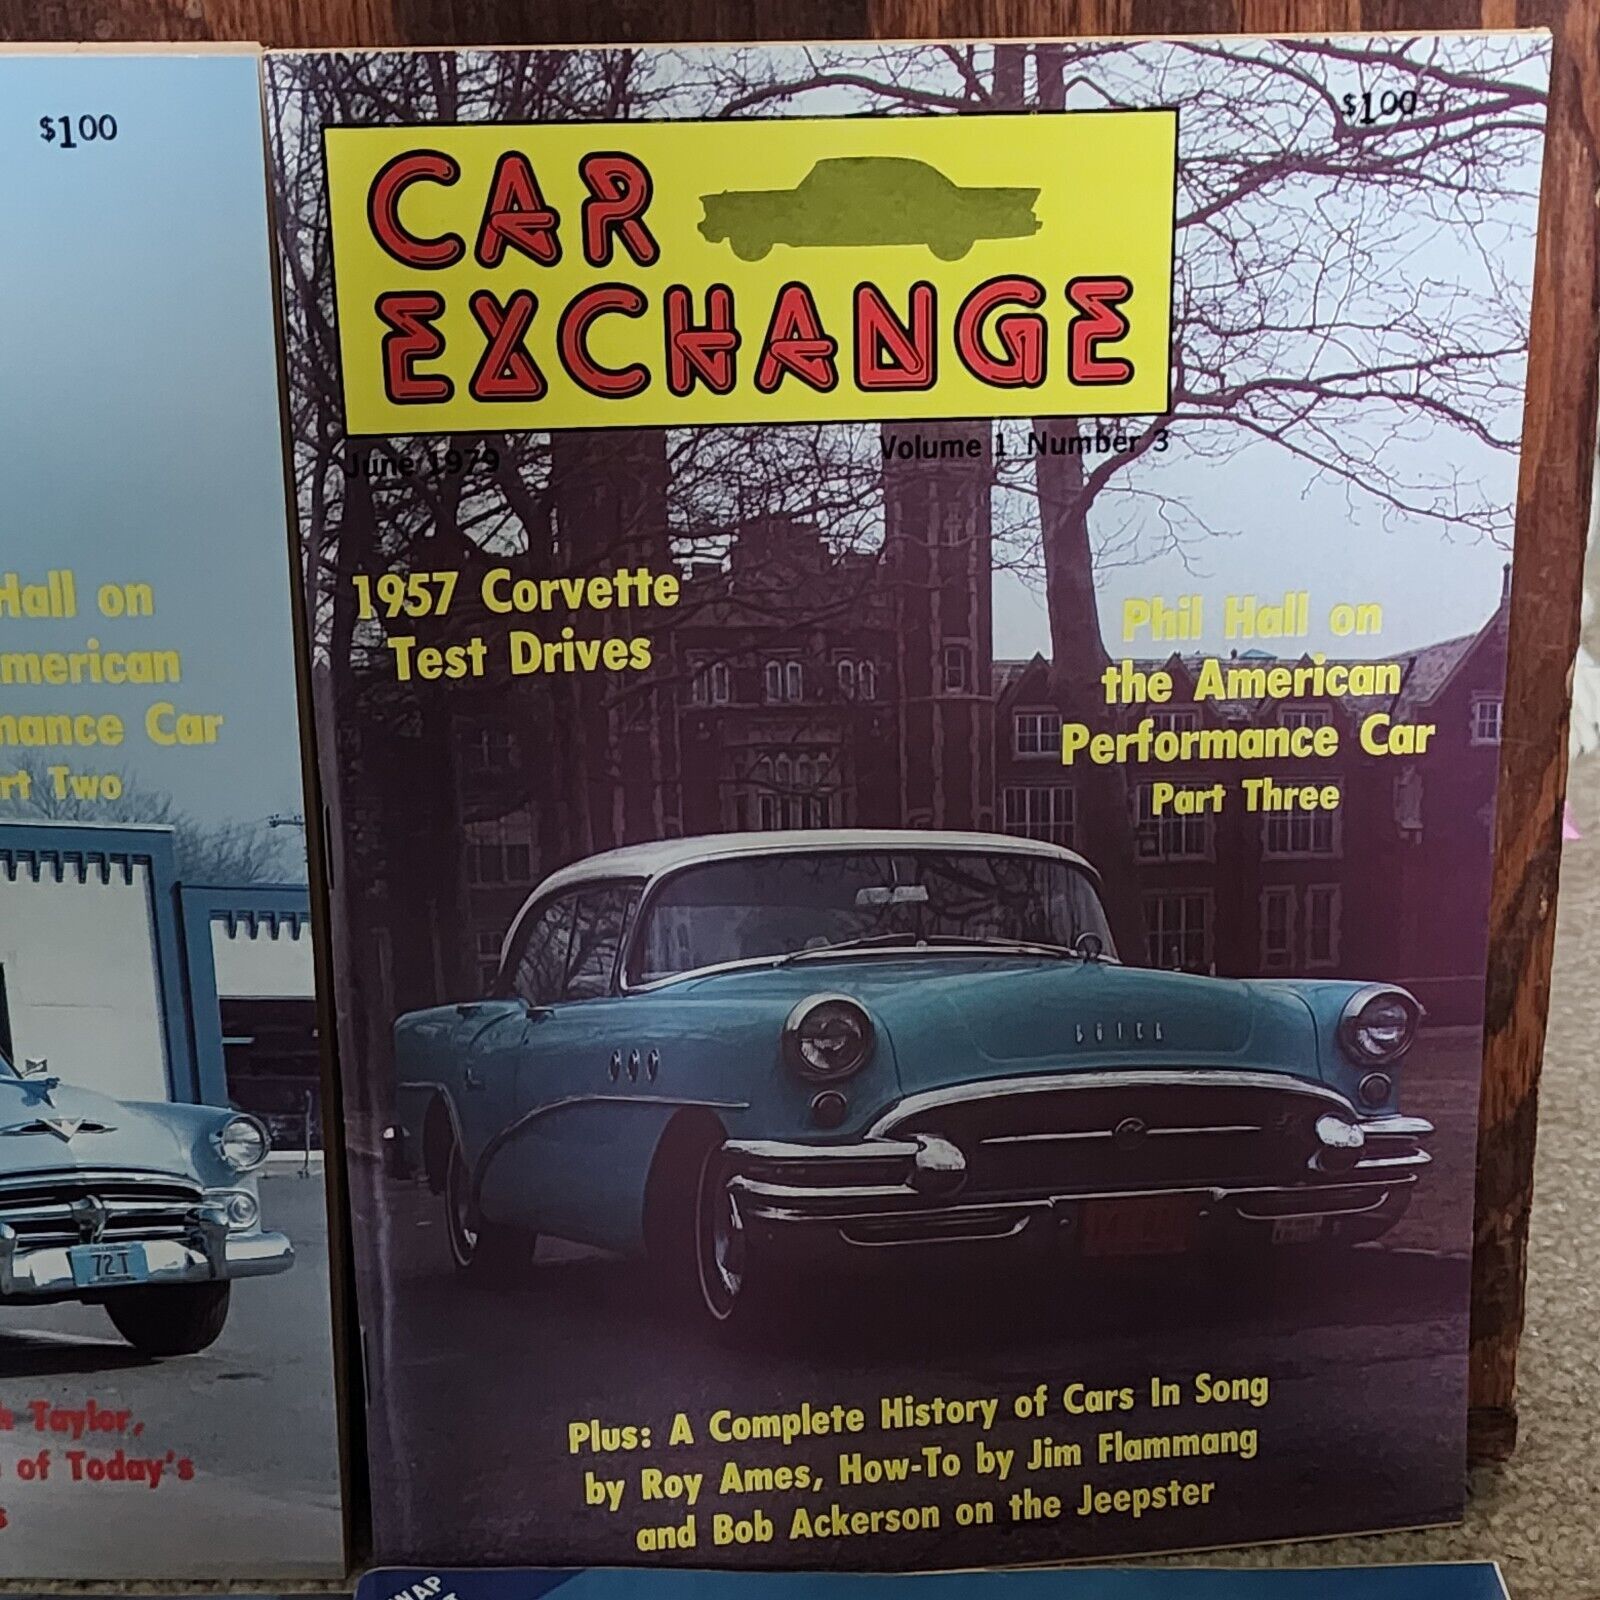 $1.00
Hall on
merican
mance Car
rt Two
72T
Taylor,
of Today's
s
$1.00
CAR
EXCHANGE
June 1979
Volume 1 Number 3
1957 Corvette
Test Drives
Phil Hall on
the American
Performance Car
Part Three
BUICK
Plus: A Complete History of Cars In Song
by Roy Ames, How-To by Jim Flammang
and Bob Ackerson on the Jeepster
WAP